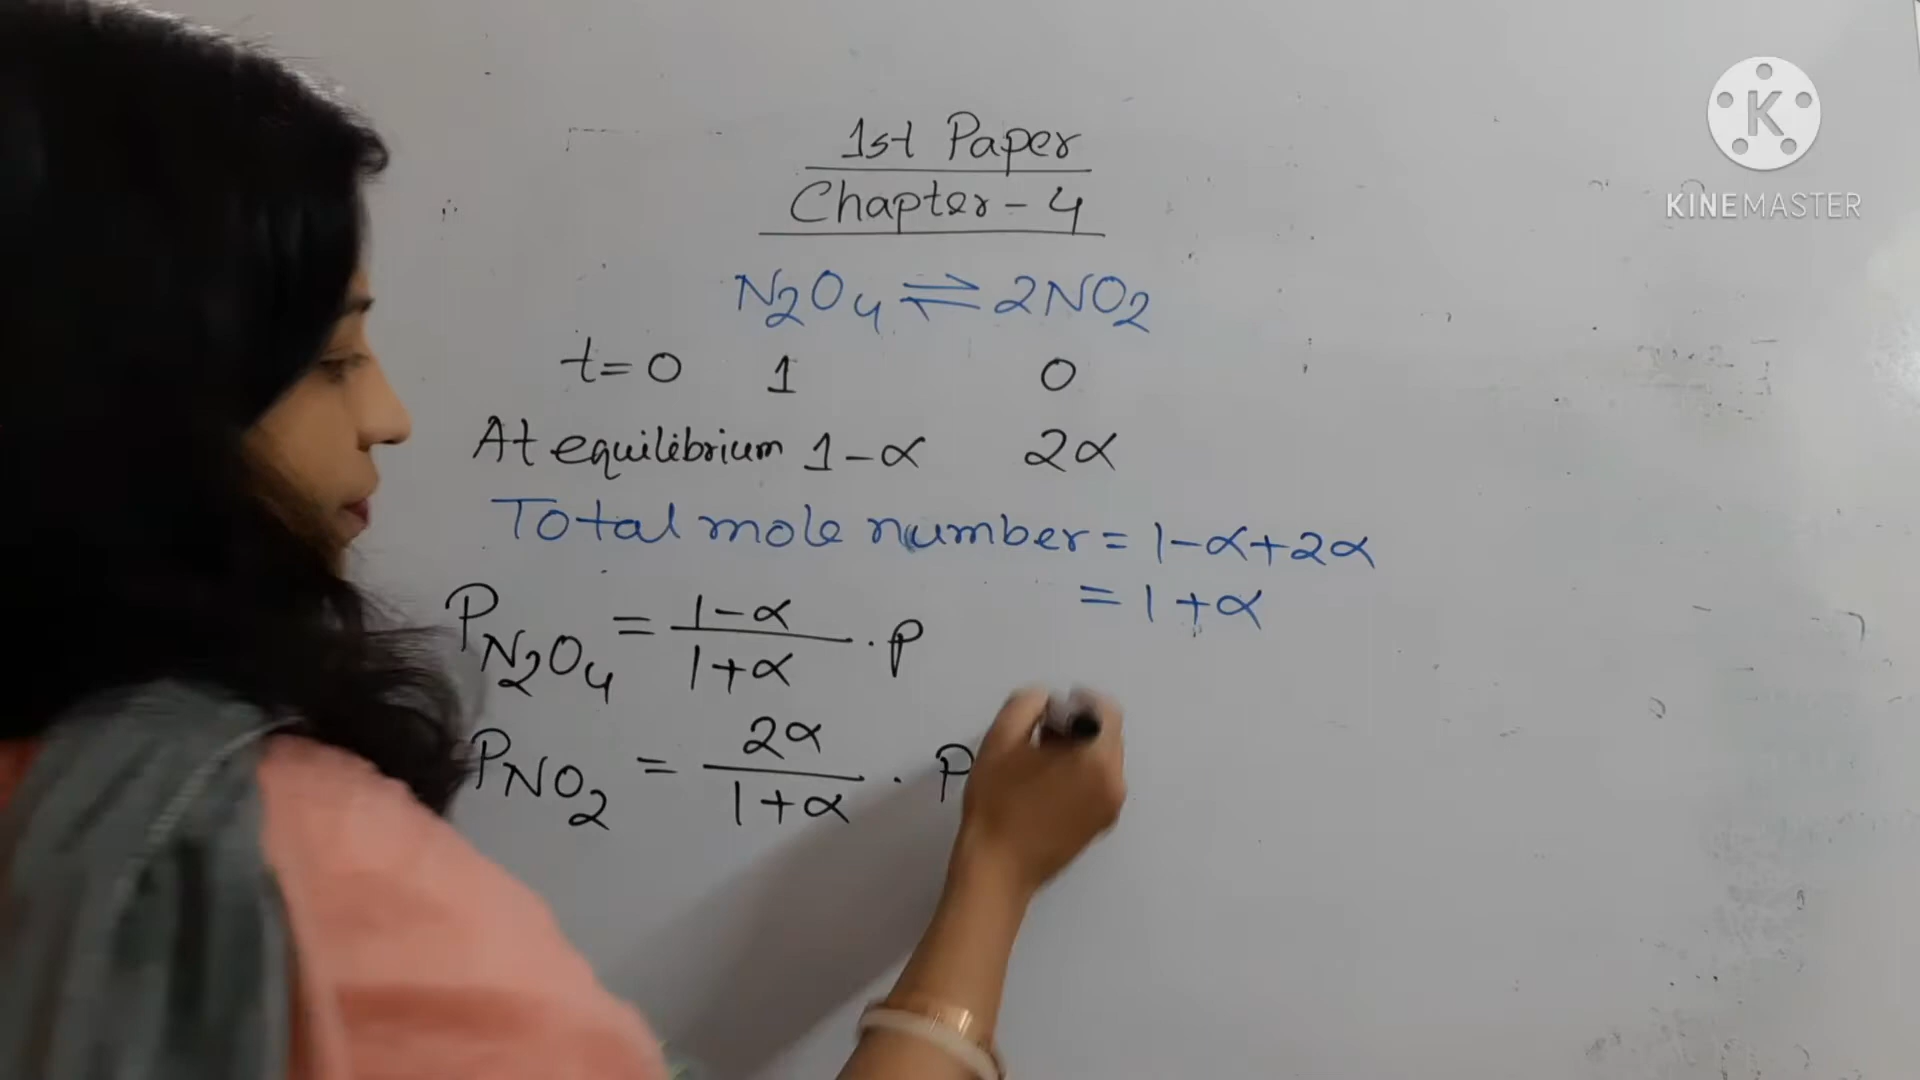 1st Paper
Chapter-4
N2O4 ⇌ 2NO2
t=0 1 0
At equilibrium 1-α 2α
Total mole number = 1-α+2α
= 1+α
P_N2O4 = (1-α)/(1+α) . P
P_NO2 = 2α/(1+α) . P
K
KINEMASTER